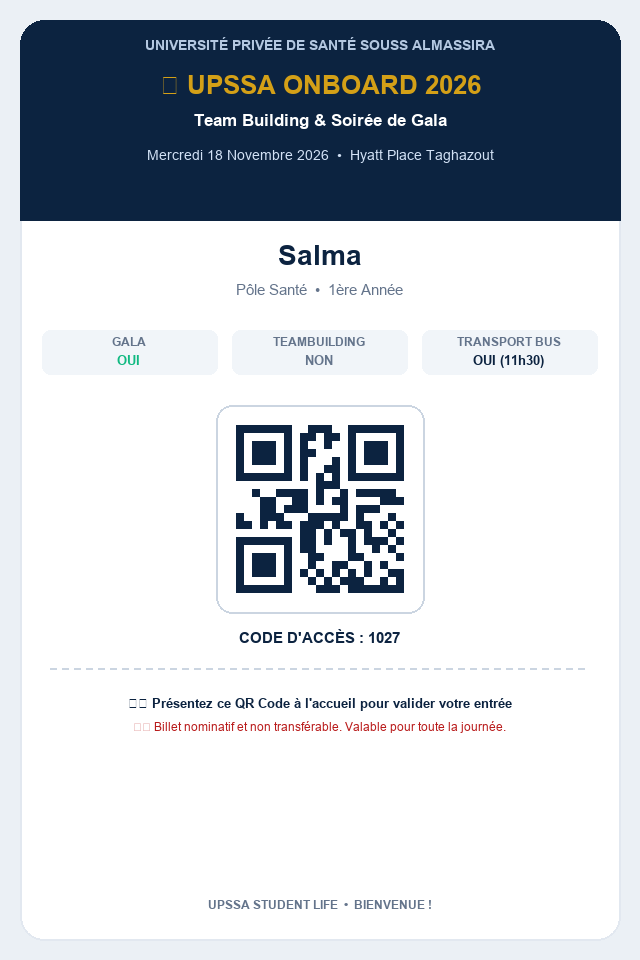 UNIVERSITÉ PRIVÉE DE SANTÉ SOUSS ALMASSIRA
UPSSA ONBOARD 2026
Team Building & Soirée de Gala
Mercredi 18 Novembre 2026 • Hyatt Place Taghazout
Salma
Pôle Santé • 1ère Année
GALA
OUI
TEAMBUILDING
NON
TRANSPORT BUS
OUI (11h30)
CODE D'ACCÈS : 1027
Présentez ce QR Code à l'accueil pour valider votre entrée
Billet nominatif et non transférable. Valable pour toute la journée.
UPSSA STUDENT LIFE • BIENVENUE !